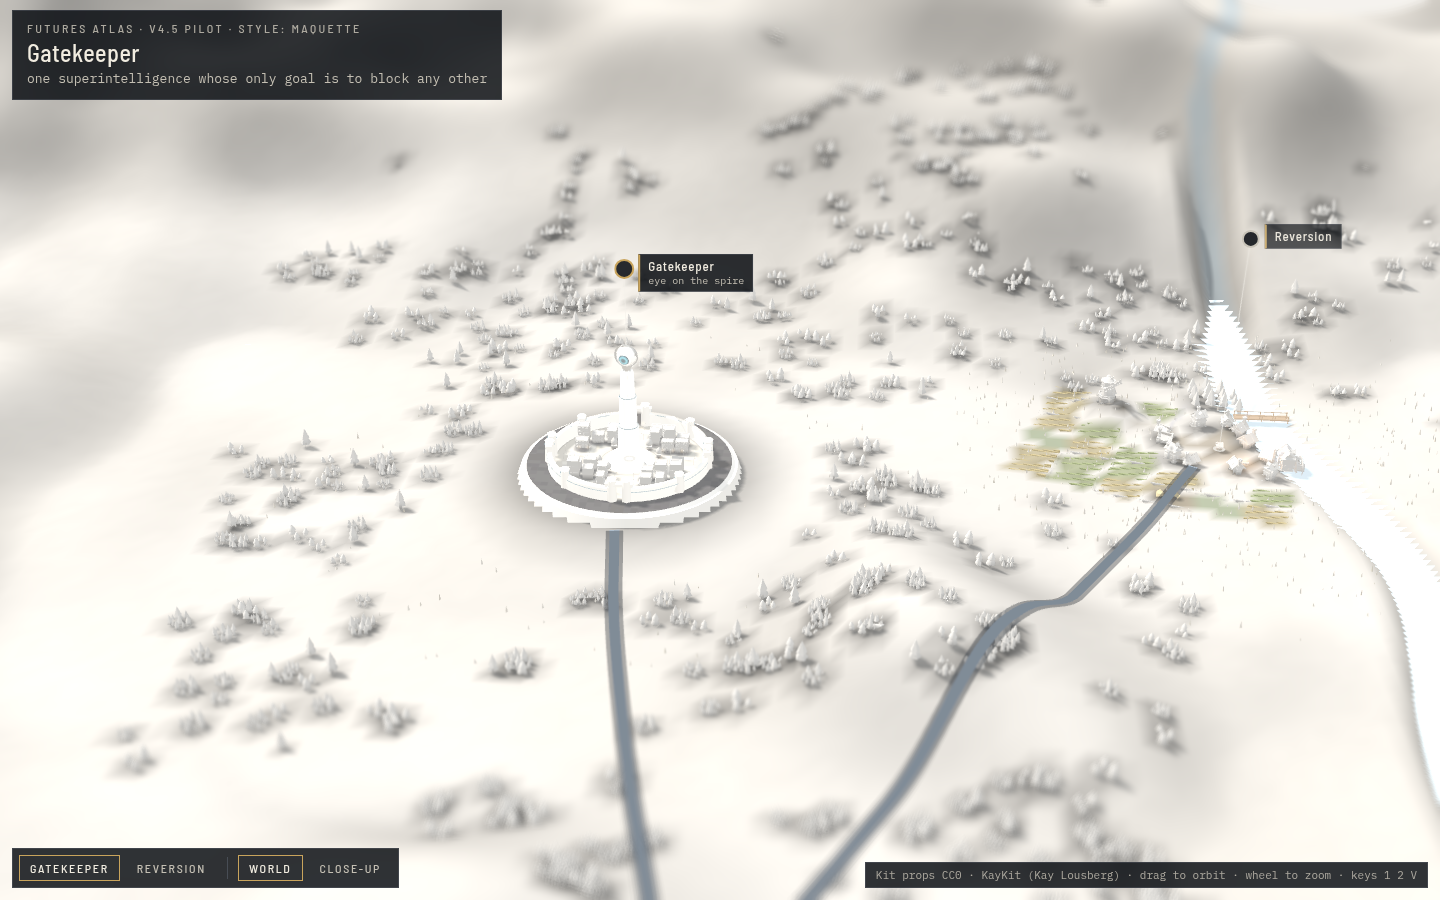 FUTURES ATLAS · V4.5 PILOT · STYLE: MAQUETTE
Gatekeeper
one superintelligence whose only goal is to block any other
Reversion
Gatekeeper
eye on the spire
GATEKEEPER
REVERSION
WORLD
CLOSE-UP
Kit props CC0 · KayKit (Kay Lousberg) · drag to orbit · wheel to zoom · keys 1 2 V